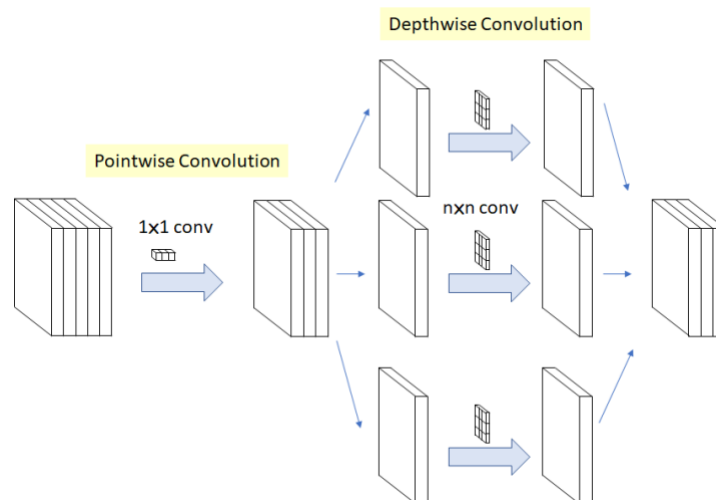 Depthwise Convolution
Pointwise Convolution
1x1 conv
nxn conv